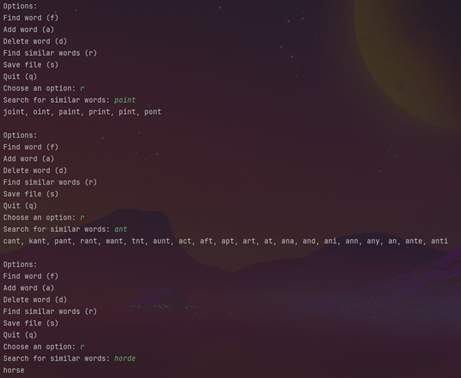 Options:
Find word (f)
Add word (a)
Delete word (d)
Find similar words (r)
Save file (s)
Quit (q)
Choose an option: r
Search for similar words: point
joint, oint, paint, print, pint, pont
Options:
Find word (f)
Add word (a)
Delete word (d)
Find similar words (r)
Save file (s)
Quit (q)
Choose an option: r
Search for similar words: ant
cant, kant, pant, rant, want, tnt, aunt, act, aft, apt, art, at, ana, and, ani, ann, any, an, ante, anti
Options:
Find word (f)
Add word (a)
Delete word (d)
Find similar words (r)
Save file (s)
Quit (q)
Choose an option: r
Search for similar words: horde
horse